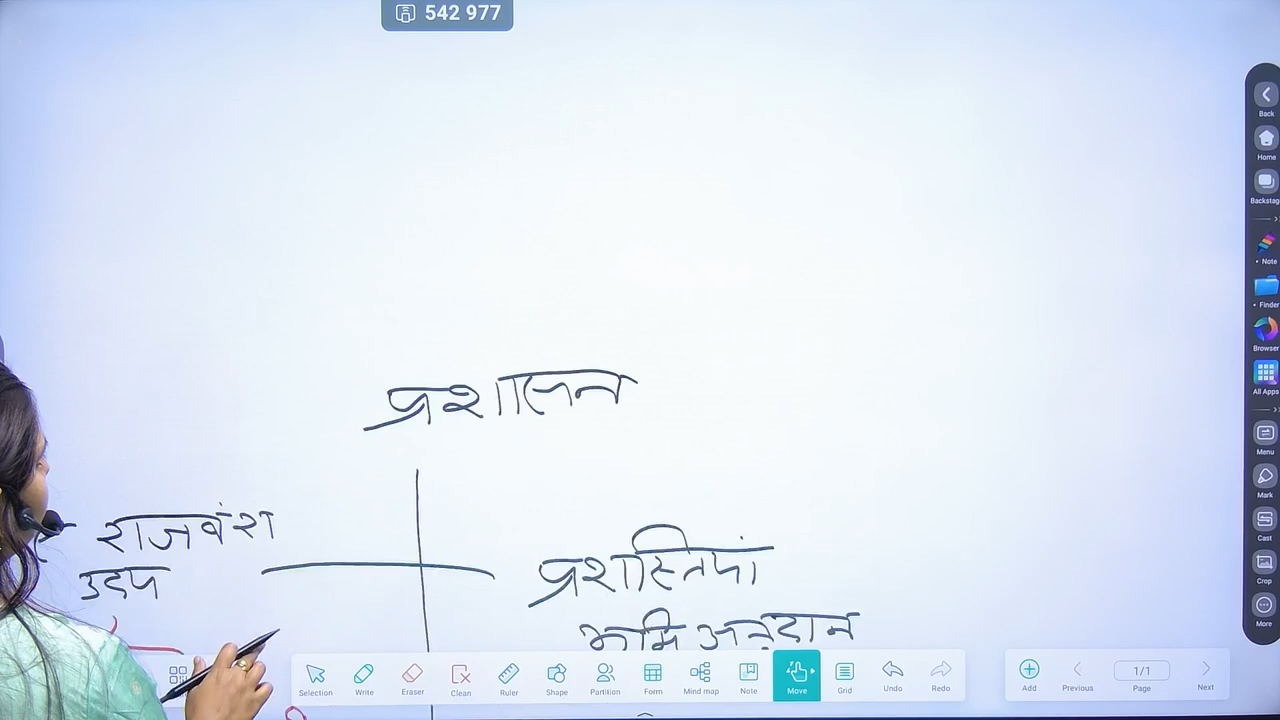 542 977
प्रशासन
राजवंश
उदय
प्रशस्तियां
भूमि अनुदान
Selection Write Eraser Clean Ruler Shape Partition Form Mind map Note Move Grid Undo Redo
Add Previous 1/1 Page Next
Back
Home
Backstag
Note
Finder
Browser
All Apps
Menu
Mark
Cast
Crop
More